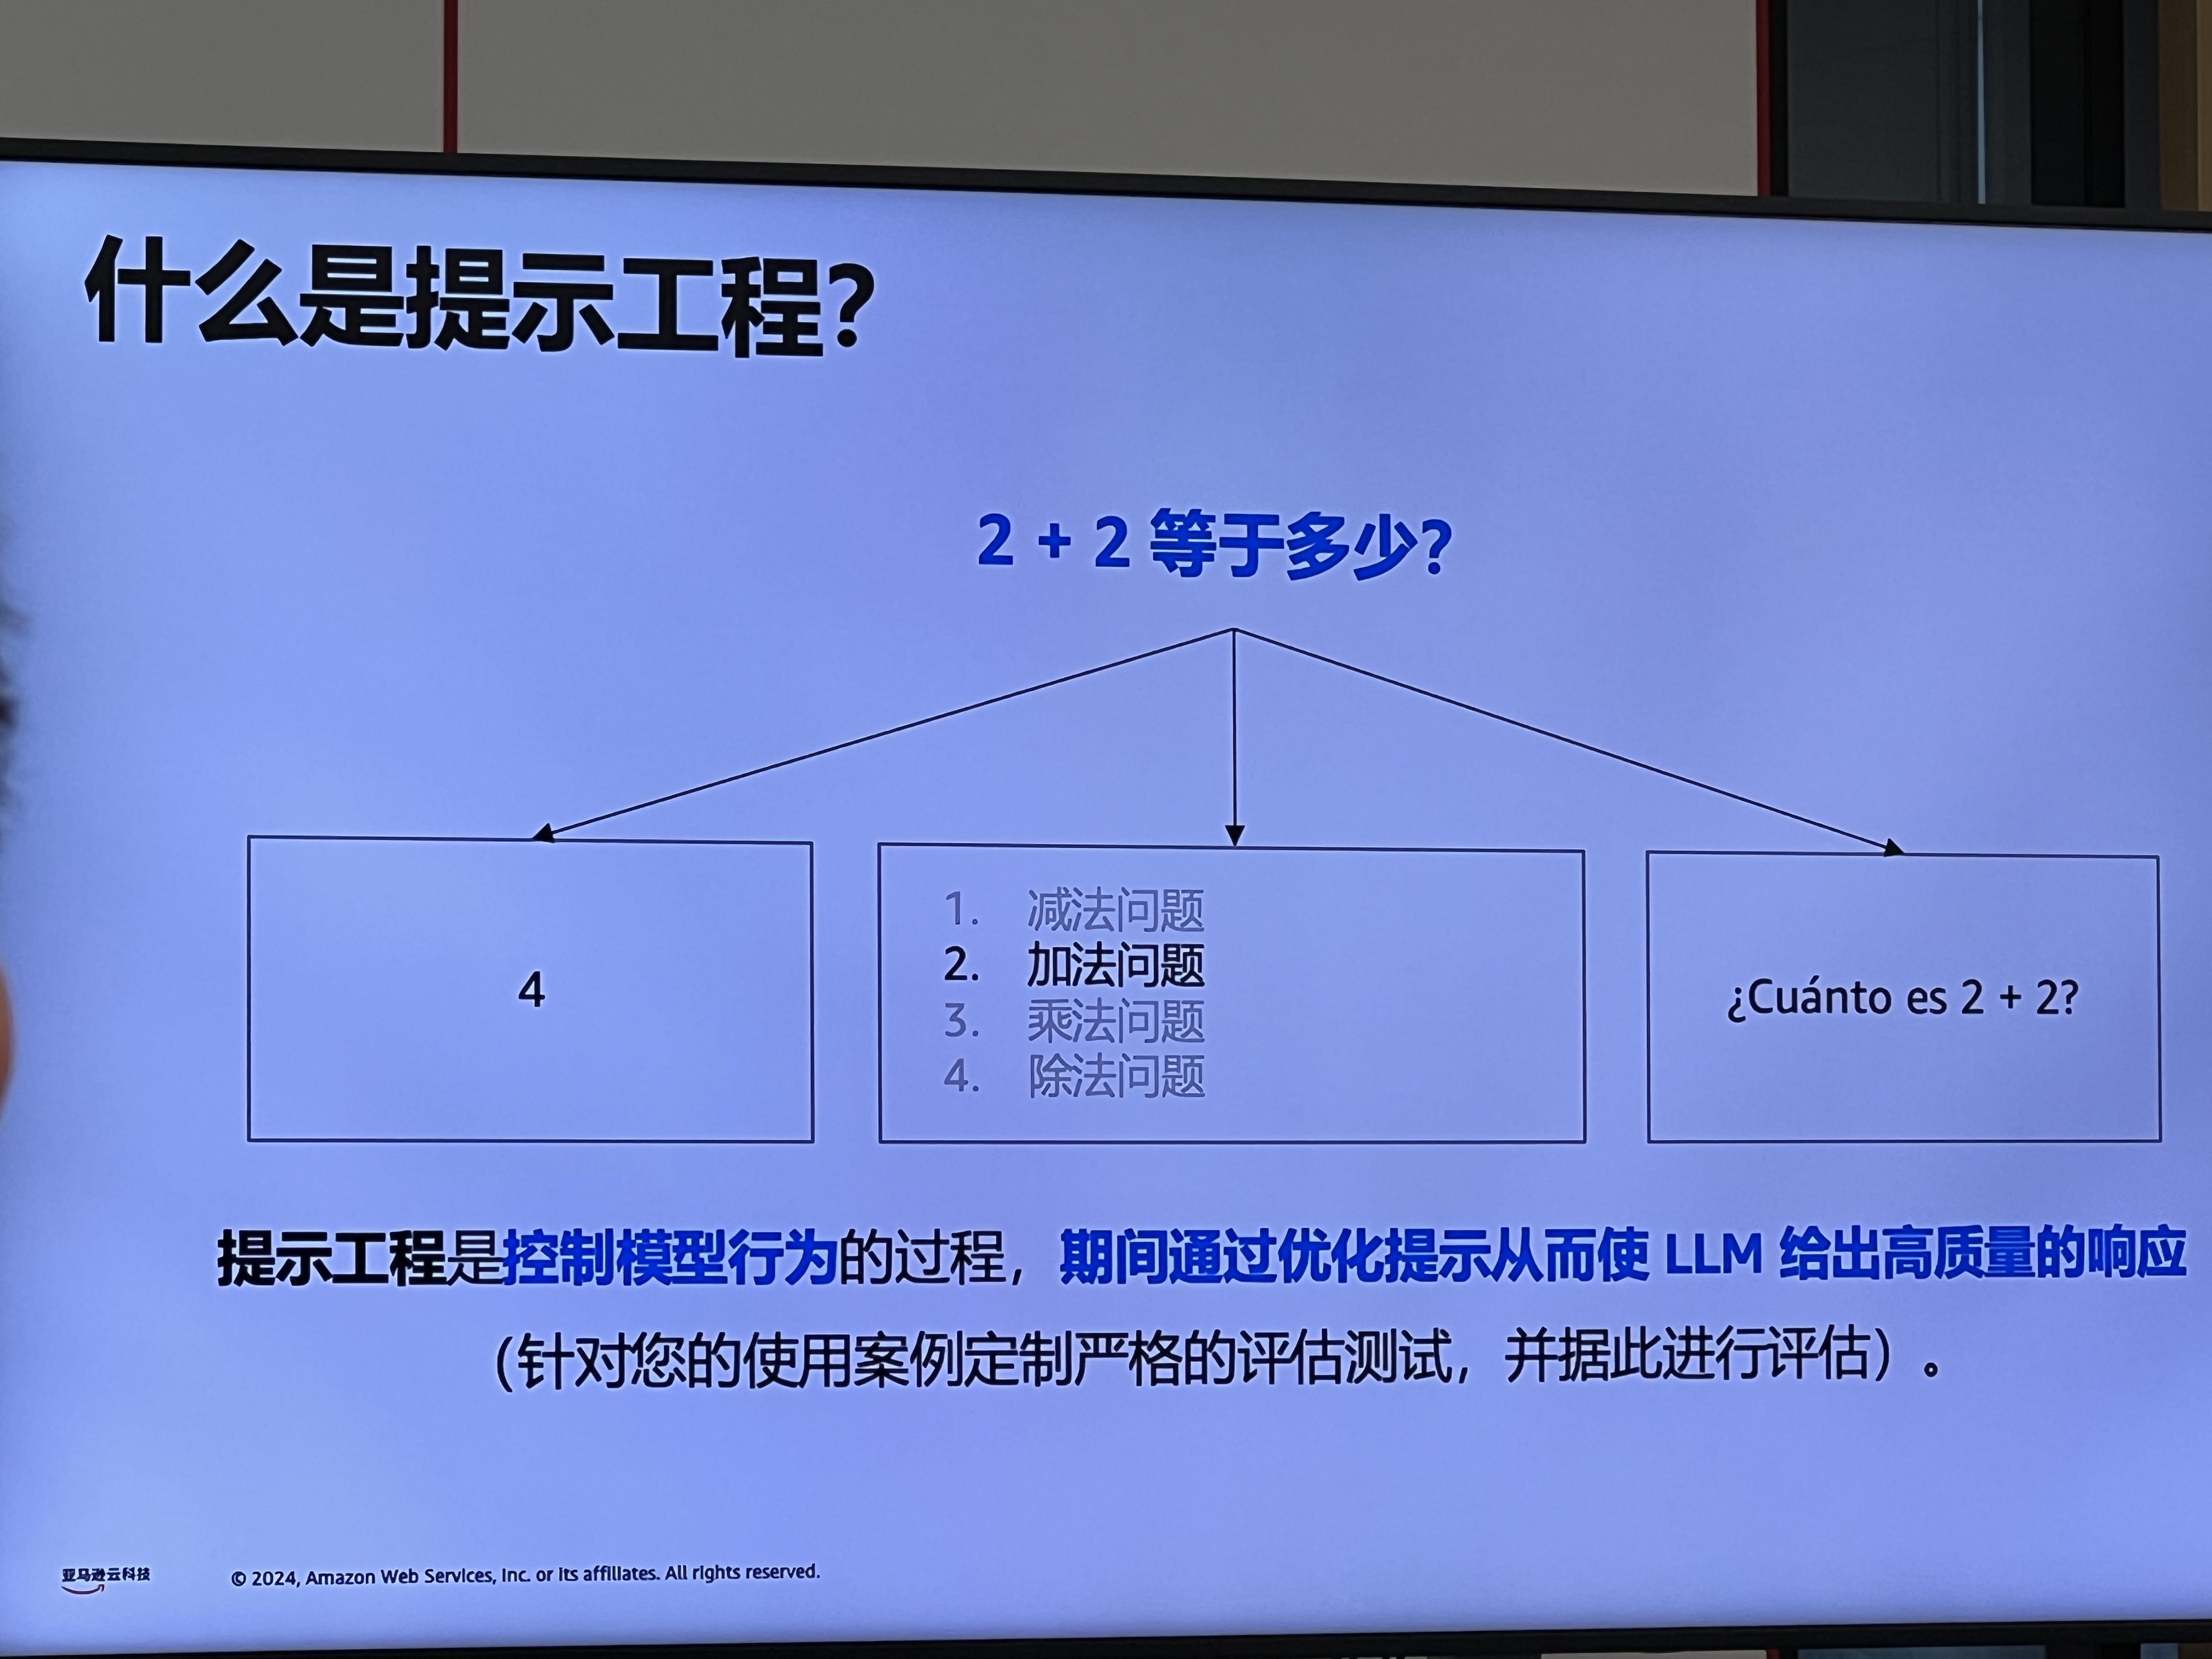 什么是提示工程?
2 + 2 等于多少?
4
1. 减法问题
2. 加法问题
3. 乘法问题
4. 除法问题
¿Cuánto es 2 + 2?
提示工程是控制模型行为的过程，期间通过优化提示从而使 LLM 给出高质量的响应
（针对您的使用案例定制严格的评估测试，并据此进行评估）。
亚马逊云科技
© 2024, Amazon Web Services, Inc. or its affiliates. All rights reserved.